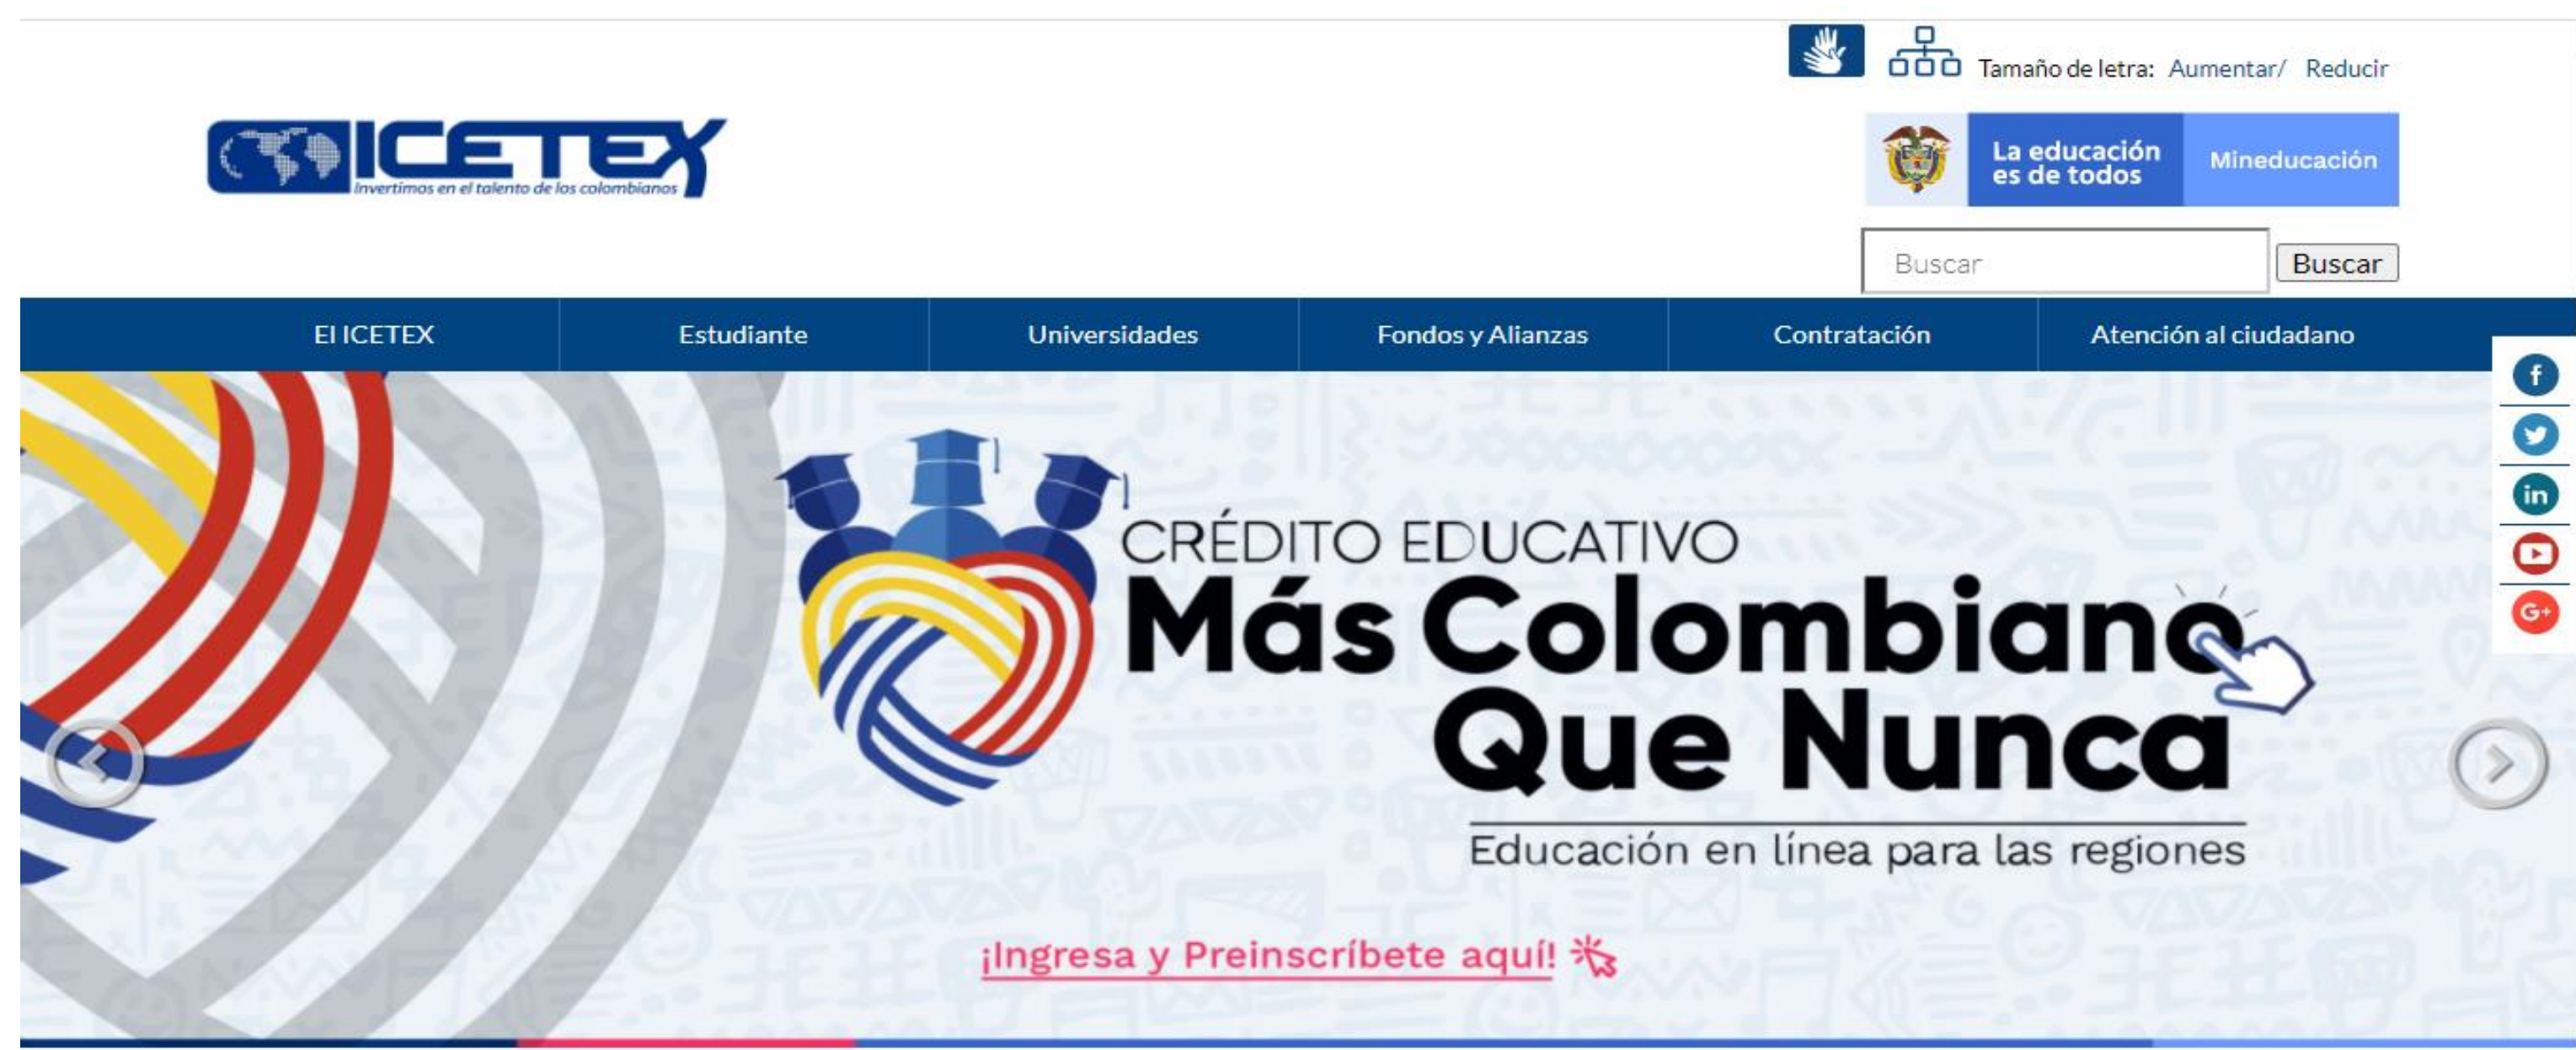 Tamaño de letra: Aumentar/ Reducir
ICETEX
Invertimos en el talento de los colombianos
La educación
es de todos
Mineducación
Buscar
Buscar
El ICETEX
Estudiante
Universidades
Fondos y Alianzas
Contratación
Atención al ciudadano
f
in
G+
CRÉDITO EDUCATIVO
Más Colombiano
Que Nunca
Educación en línea para las regiones
¡Ingresa y Preinscríbete aquí!